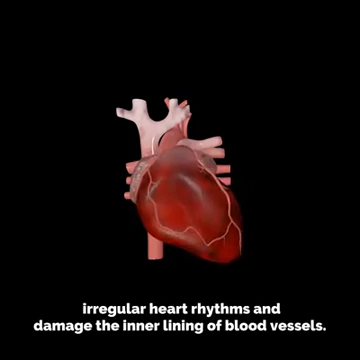 irregular heart rhythms and
damage the inner lining of blood vessels.